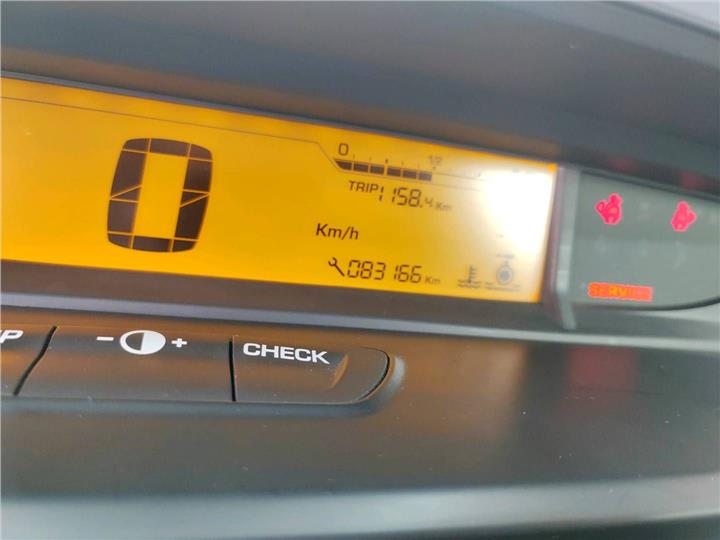 0
0 1/2
TRIP 1158.4 Km
Km/h
083166 Km
SERVICE
- +
CHECK